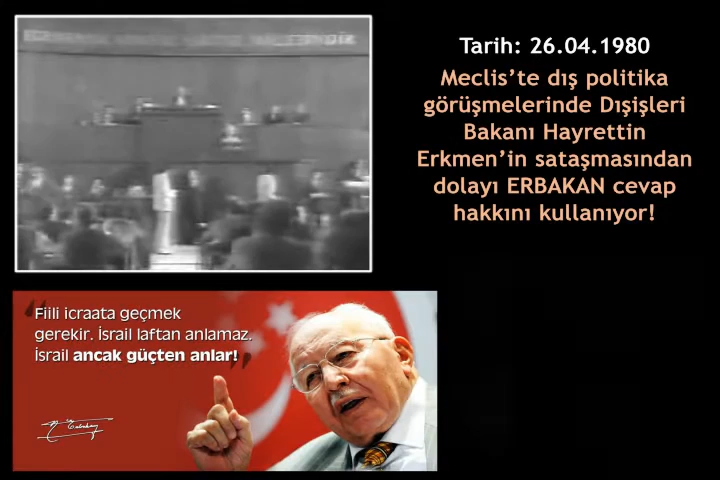 Tarih: 26.04.1980
Meclis’te dış politika
görüşmelerinde Dışişleri
Bakanı Hayrettin
Erkmen’in sataşmasından
dolayı ERBAKAN cevap
hakkını kullanıyor!
“Fiili icraata geçmek
gerekir. İsrail laftan anlamaz.
İsrail ancak güçten anlar!”